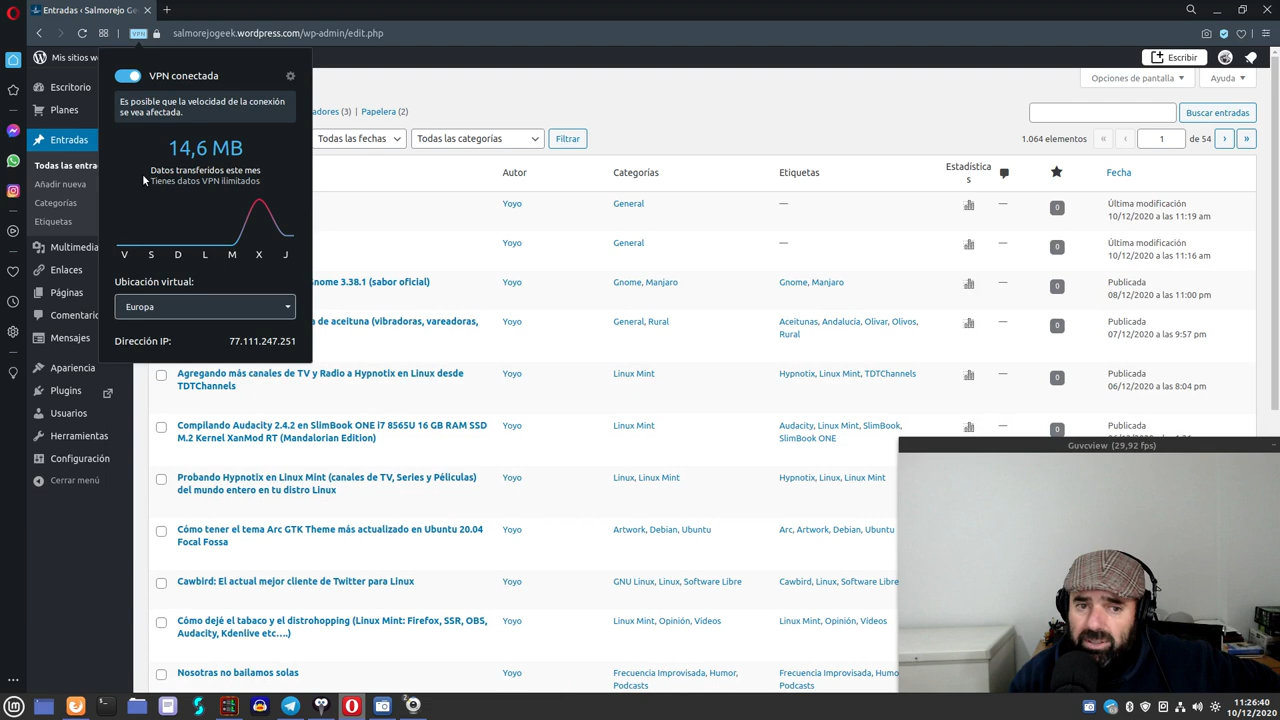 Entradas ‹ Salmorejo Ge
VPN
salmorejogeek.wordpress.com/wp-admin/edit.php
Mis sitios w
Escribir
VPN conectada
Es posible que la velocidad de la conexión
se vea afectada.
14,6 MB
Datos transferidos este mes
Tienes datos VPN ilimitados
V S D L M X J
Ubicación virtual:
Europa
Dirección IP: 77.111.247.251
Escritorio
Planes
Entradas
Todas las entra
Añadir nueva
Categorías
Etiquetas
Multimedia
Enlaces
Páginas
Comentario
Mensajes
Apariencia
Plugins
Usuarios
Herramientas
Configuración
Cerrar menú
Opciones de pantalla
Ayuda
adores (3) | Papelera (2)
Buscar entradas
Todas las fechas
Todas las categorías
Filtrar
1.064 elementos « ‹ 1 de 54 › »
Autor
Categorías
Etiquetas
Estadística
s
Fecha
Yoyo
General
—
—
0
Última modificación
10/12/2020 a las 11:19 am
Yoyo
General
—
—
0
Última modificación
10/12/2020 a las 11:16 am
Gnome 3.38.1 (sabor oficial)
Yoyo
Gnome, Manjaro
Gnome, Manjaro
—
0
Publicada
08/12/2020 a las 11:00 pm
a de aceituna (vibradoras, vareadoras,
Yoyo
General, Rural
Aceitunas, Andalucía, Olivar, Olivos,
Rural
—
0
Publicada
07/12/2020 a las 9:57 pm
Agregando más canales de TV y Radio a Hypnotix en Linux desde
TDTChannels
Yoyo
Linux Mint
Hypnotix, Linux Mint, TDTChannels
—
0
Publicada
06/12/2020 a las 8:04 pm
Compilando Audacity 2.4.2 en SlimBook ONE i7 8565U 16 GB RAM SSD
M.2 Kernel XanMod RT (Mandalorian Edition)
Yoyo
Linux Mint
Audacity, Linux Mint, SlimBook,
SlimBook ONE
—
0
Publicada
Probando Hypnotix en Linux Mint (canales de TV, Series y Péliculas)
del mundo entero en tu distro Linux
Yoyo
Linux, Linux Mint
Hypnotix, Linux, Linux Mint
Cómo tener el tema Arc GTK Theme más actualizado en Ubuntu 20.04
Focal Fossa
Yoyo
Artwork, Debian, Ubuntu
Arc, Artwork, Debian, Ubuntu
Cawbird: El actual mejor cliente de Twitter para Linux
Yoyo
GNU Linux, Linux, Software Libre
Cawbird, Linux, Software Libre
Cómo dejé el tabaco y el distrohopping (Linux Mint: Firefox, SSR, OBS,
Audacity, Kdenlive etc….)
Yoyo
Linux Mint, Opinión, Vídeos
Linux Mint, Opinión, Vídeos
Nosotras no bailamos solas
Yoyo
Frecuencia Improvisada, Humor,
Podcasts
Frecuencia Improvisada, Humo
Podcasts
Guvcview (29,92 fps)
2
11:26:40
10/12/2020